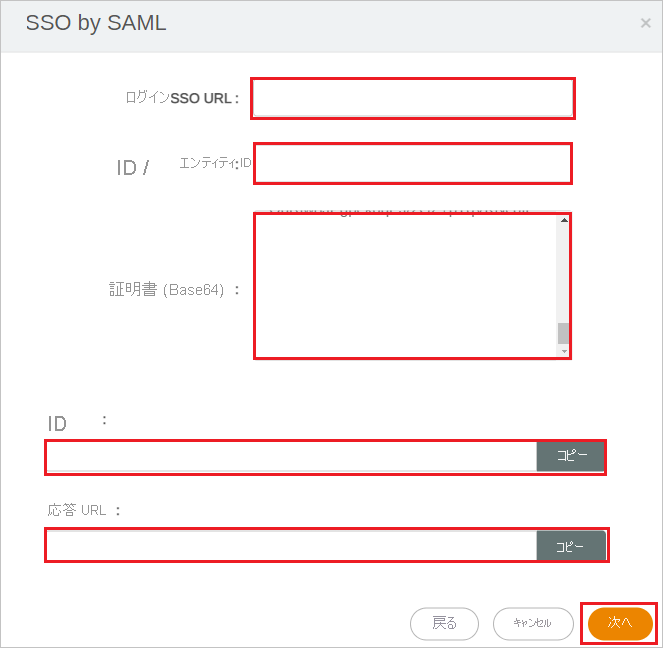 SSO by SAML ×
ログインSSO URL :
ID / エンティティ:ID
証明書 (Base64) :
ID :
コピー
応答 URL :
コピー
戻る キャンセル 次へ